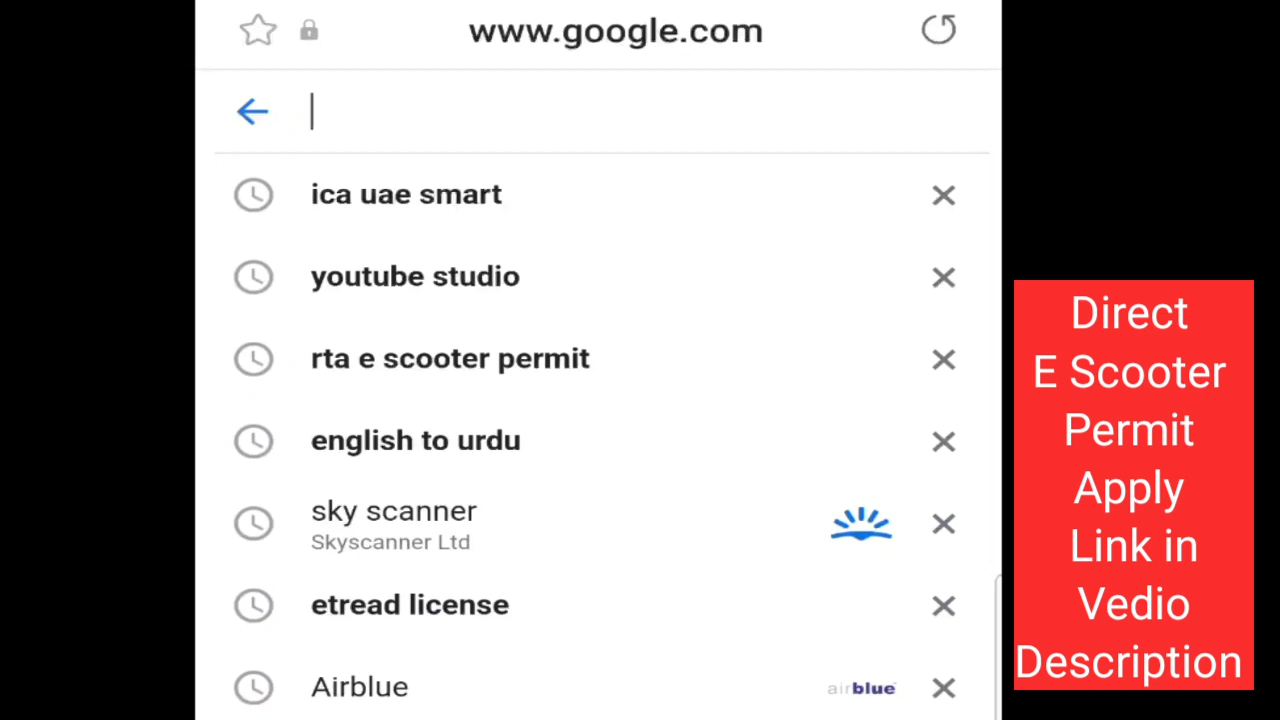 www.google.com
ica uae smart
youtube studio
rta e scooter permit
english to urdu
sky scanner
Skyscanner Ltd
etread license
Airblue
airblue
Direct
E Scooter
Permit
Apply
Link in
Vedio
Description